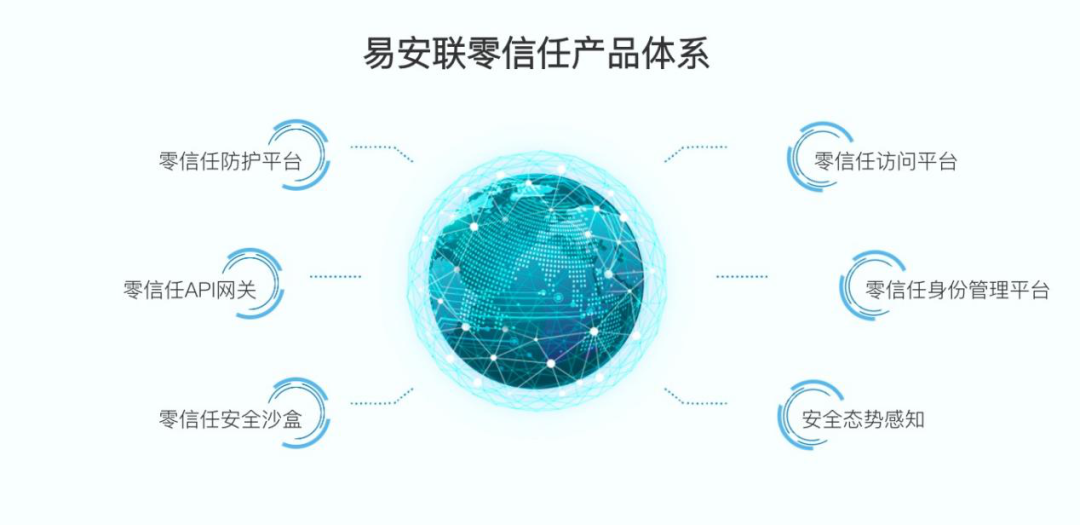 易安联零信任产品体系
零信任防护平台
零信任访问平台
零信任API网关
零信任身份管理平台
零信任安全沙盒
安全态势感知